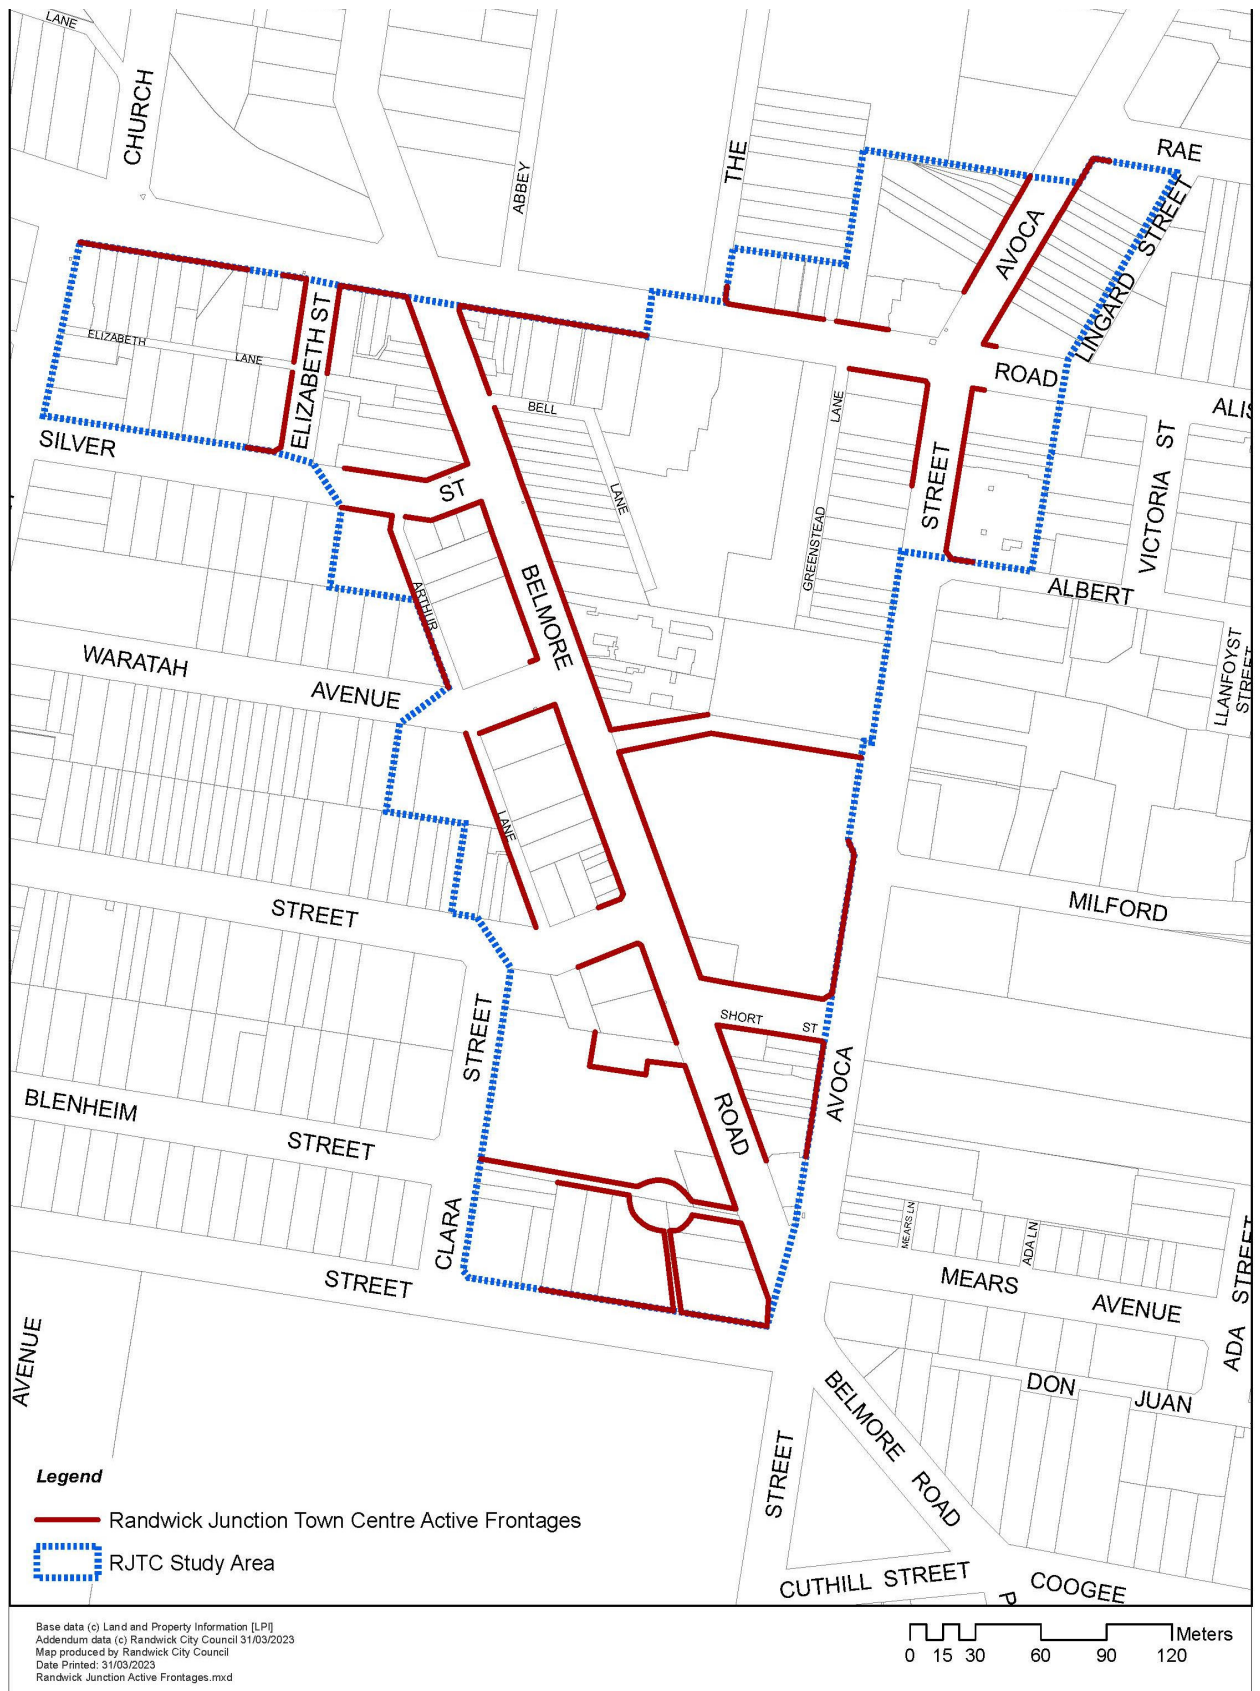 LANE
CHURCH
ABBEY
THE
RAE
AVOCA
LINGARD STREET
ELIZABETH ST
ELIZABETH
LANE
ROAD
LANE
BELL
SILVER
ST
LANE
STREET
VICTORIA ST
GREENSTEAD
ALBERT
ARTHUR
BELMORE
WARATAH
AVENUE
LLANFOYST
STREET
LANE
STREET
MILFORD
STREET
SHORT ST
AVOCA
BLENHEIM
STREET
ROAD
CLARA
MEARS LN
ADA LN
STREET
MEARS
AVENUE
STREET
ADA
AVENUE
DON
JUAN
BELMORE
ROAD
STREET
CUTHILL STREET
COOGEE
P
Legend
Randwick Junction Town Centre Active Frontages
RJTC Study Area
Base data (c) Land and Property Information [LPI]
Addendum data (c) Randwick City Council 31/03/2023
Map produced by Randwick City Council
Date Printed: 31/03/2023
Randwick Junction Active Frontages.mxd
Meters
0 15 30 60 90 120